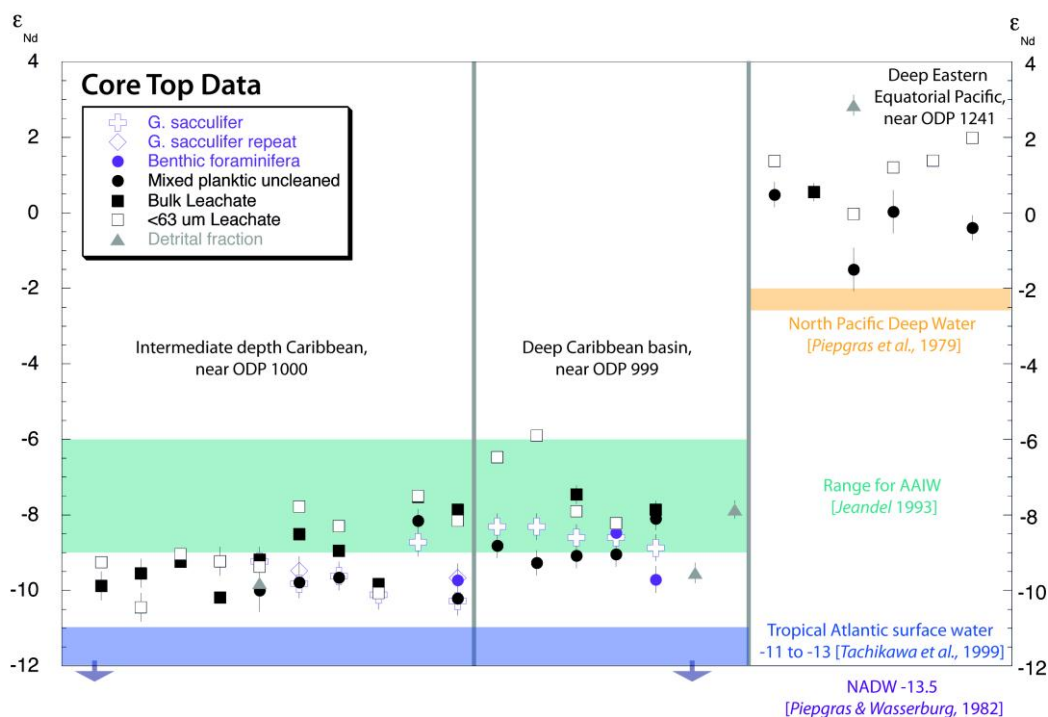 ε
Nd
ε
Nd
4
2
0
-2
-4
-6
-8
-10
-12
Core Top Data
G. sacculifer
G. sacculifer repeat
Benthic foraminifera
Mixed planktic uncleaned
Bulk Leachate
<63 um Leachate
Detrital fraction
Intermediate depth Caribbean,
near ODP 1000
Deep Caribbean basin,
near ODP 999
Deep Eastern
Equatorial Pacific,
near ODP 1241
North Pacific Deep Water
[Piepgras et al., 1979]
Range for AAIW
[Jeandel 1993]
Tropical Atlantic surface water
-11 to -13 [Tachikawa et al., 1999]
NADW -13.5
[Piepgras & Wasserburg, 1982]
4
2
0
-2
-4
-6
-8
-10
-12